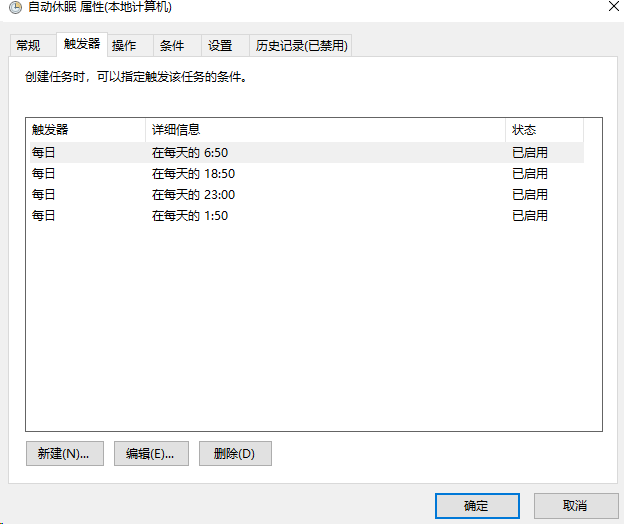 自动休眠 属性(本地计算机)
常规 触发器 操作 条件 设置 历史记录(已禁用)
创建任务时，可以指定触发该任务的条件。
触发器 详细信息 状态
每日 在每天的 6:50 已启用
每日 在每天的 18:50 已启用
每日 在每天的 23:00 已启用
每日 在每天的 1:50 已启用
新建(N)... 编辑(E)... 删除(D)
确定 取消